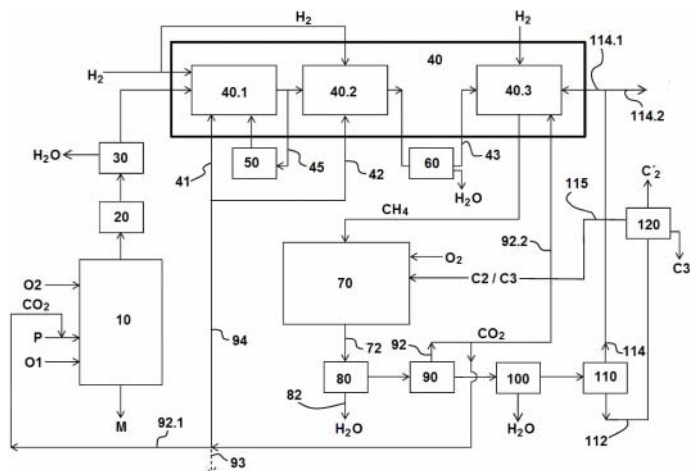 H₂
H₂
H₂
40
114.1
40.1
40.2
40.3
114.2
H₂O
30
41
50
45
42
60
43
H₂O
115
C₂⁻
120
C3
20
CH₄
92.2
O₂
C2 / C3
O2
CO₂
P
O1
10
94
70
72
92
CO₂
114
80
90
100
110
82
M
H₂O
H₂O
112
92.1
93